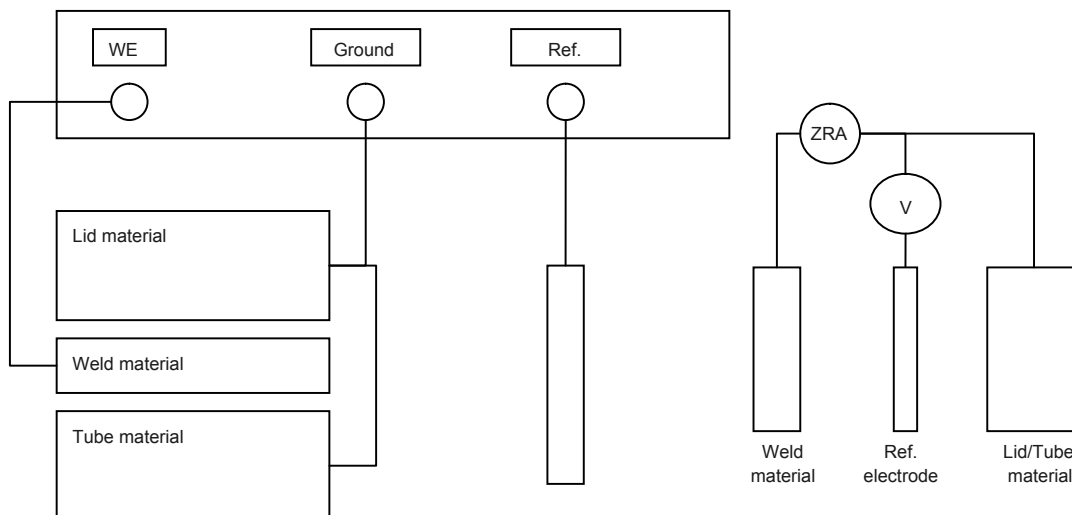 WE
Ground
Ref.
Lid material
Weld material
Tube material
ZRA
V
Weld
material
Ref.
electrode
Lid/Tube
material